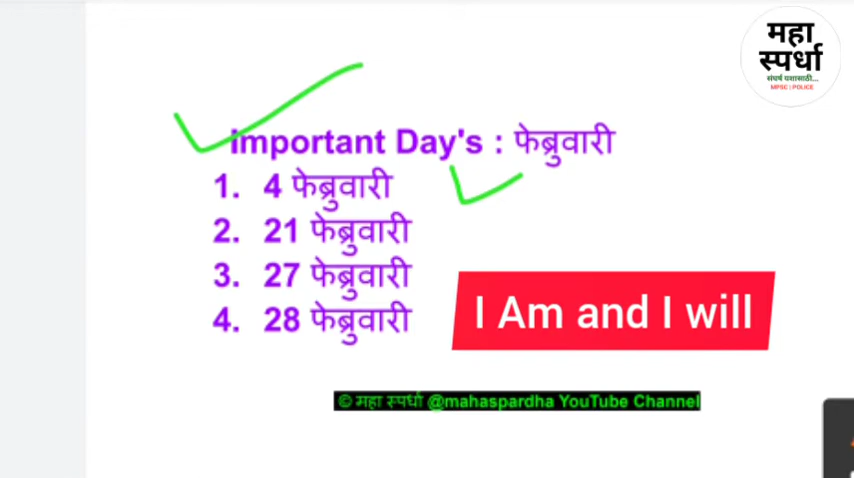 महा
स्पर्धा
संघर्ष यशासाठी...
MPSC | POLICE
Important Day's : फेब्रुवारी
1. 4 फेब्रुवारी
2. 21 फेब्रुवारी
3. 27 फेब्रुवारी
4. 28 फेब्रुवारी
I Am and I will
© महा स्पर्धा @mahaspardha YouTube Channel